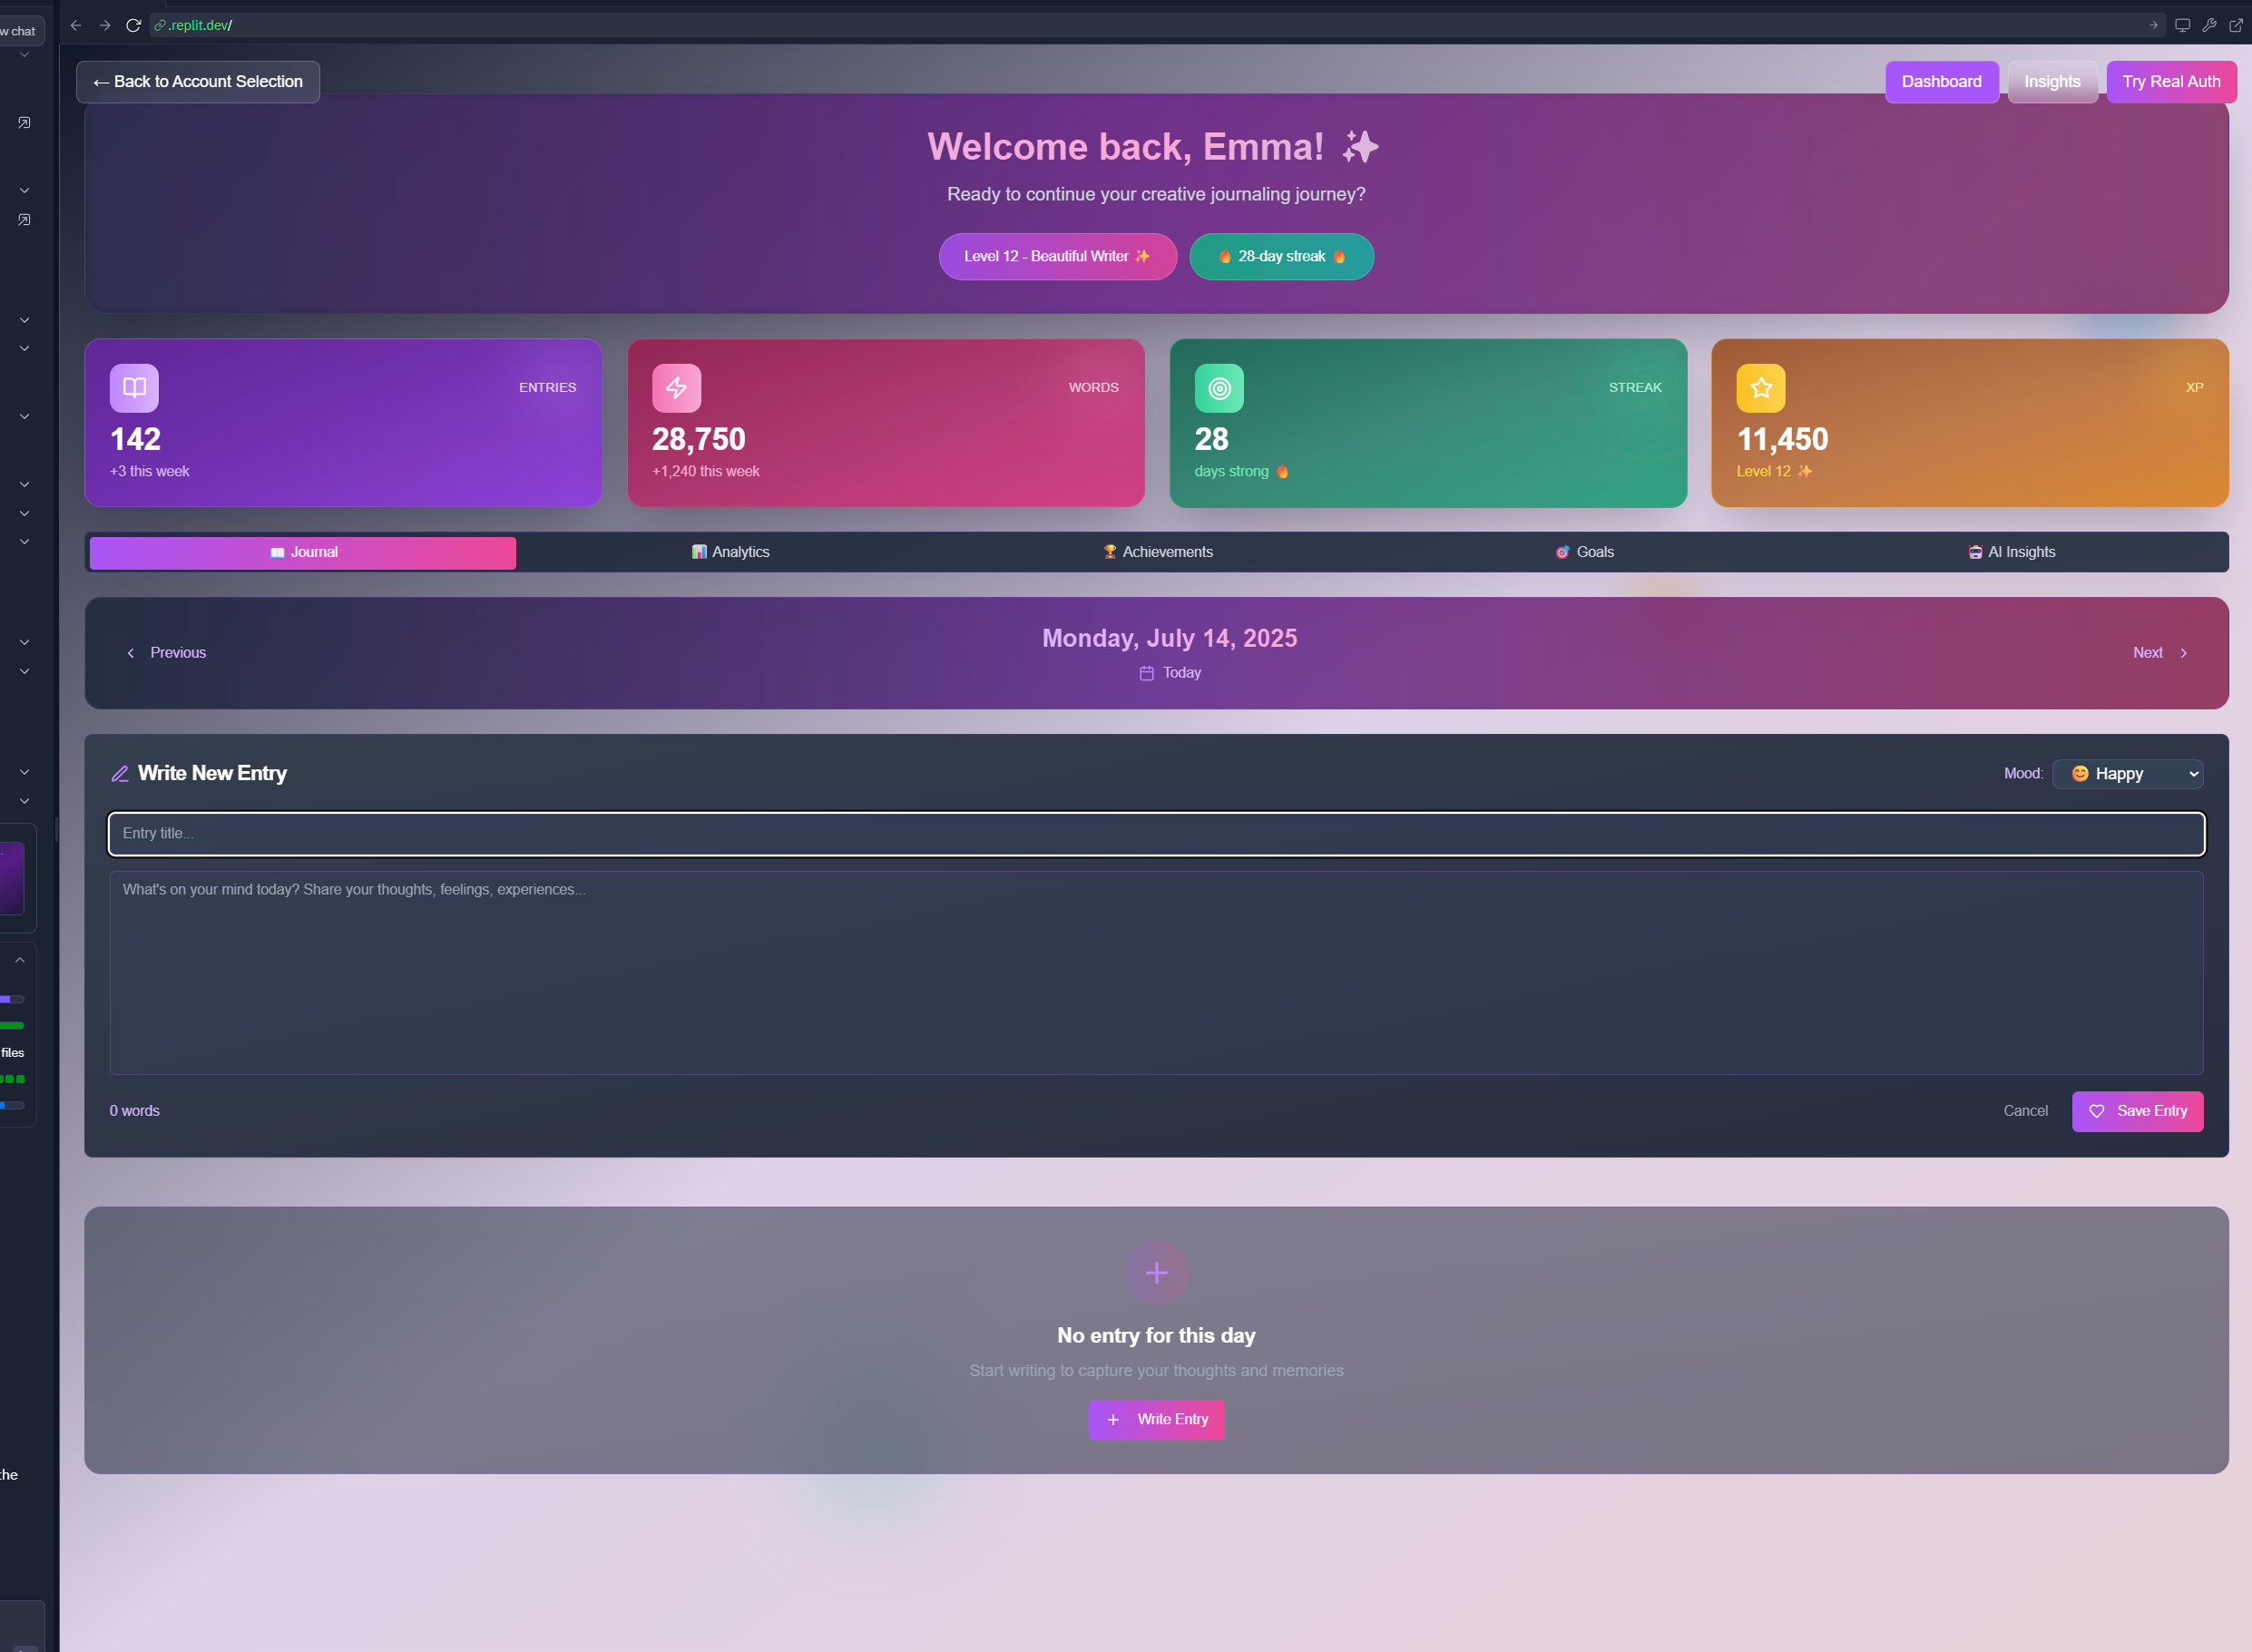 w chat
.replit.dev/
← Back to Account Selection
Dashboard
Insights
Try Real Auth
Welcome back, Emma! ✨
Ready to continue your creative journaling journey?
Level 12 - Beautiful Writer ✨
🔥 28-day streak 🔥
ENTRIES
142
+3 this week
WORDS
28,750
+1,240 this week
STREAK
28
days strong 🔥
XP
11,450
Level 12 ✨
📖 Journal
📊 Analytics
🏆 Achievements
🎯 Goals
🤖 AI Insights
Previous
Monday, July 14, 2025
Today
Next
Write New Entry
Mood:
😊 Happy
Entry title...
What's on your mind today? Share your thoughts, feelings, experiences...
files
0 words
Cancel
Save Entry
No entry for this day
Start writing to capture your thoughts and memories
Write Entry
the